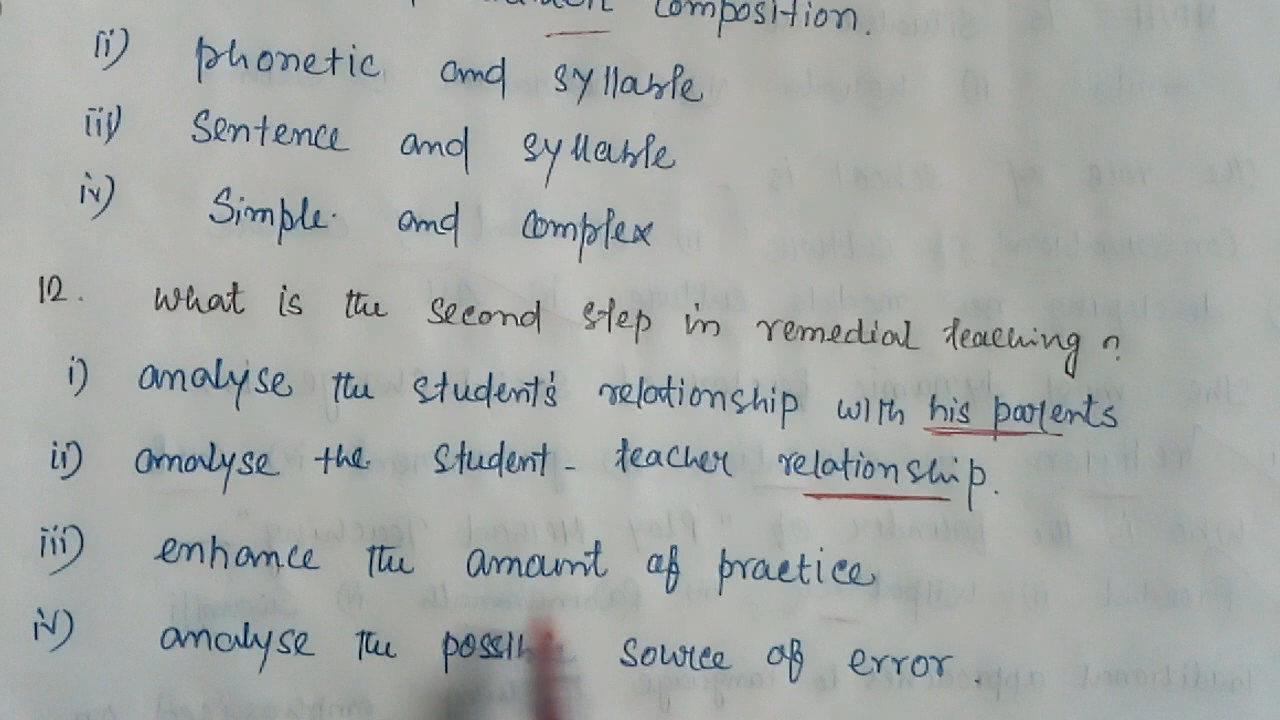 composition.
ii) phonetic and syllable
iii) sentence and syllable
iv) Simple and complex
12. what is the second step in remedial teaching?
i) analyse the student's relationship with his parents
ii) analyse the student- teacher relationship.
iii) enhance the amount of practice
iv) analyse the source of error.